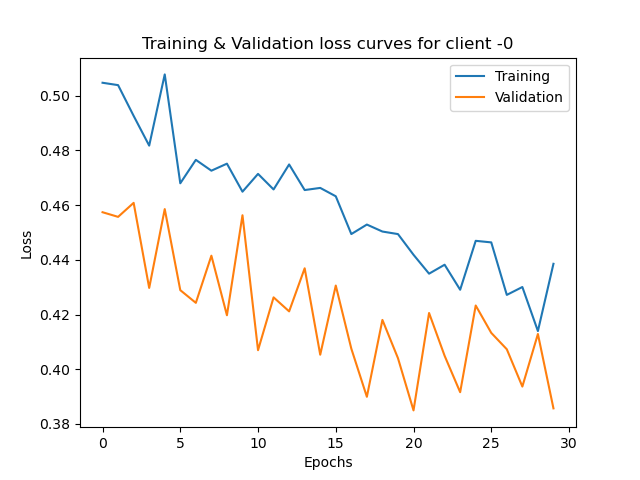 Training & Validation loss curves for client -0
Training
Validation
0.50
0.48
0.46
0.44
0.42
0.40
0.38
Loss
0 5 10 15 20 25 30
Epochs